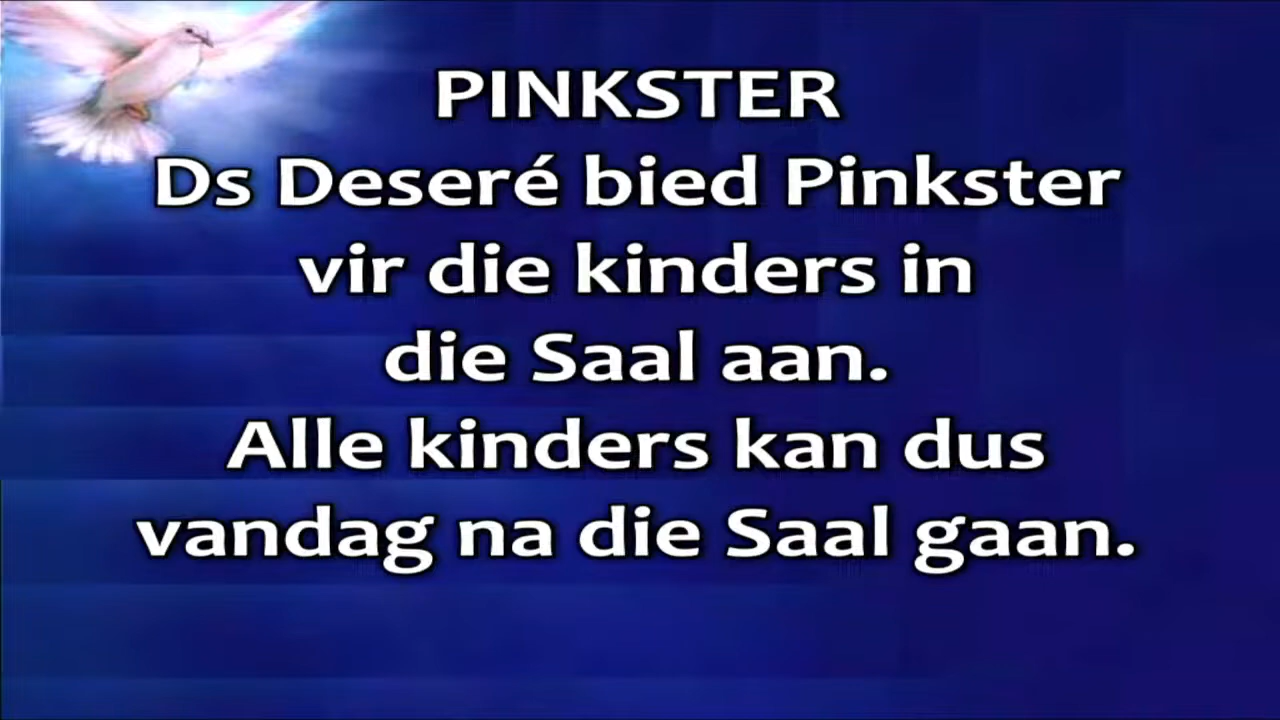 PINKSTER
Ds Deseré bied Pinkster
vir die kinders in
die Saal aan.
Alle kinders kan dus
vandag na die Saal gaan.